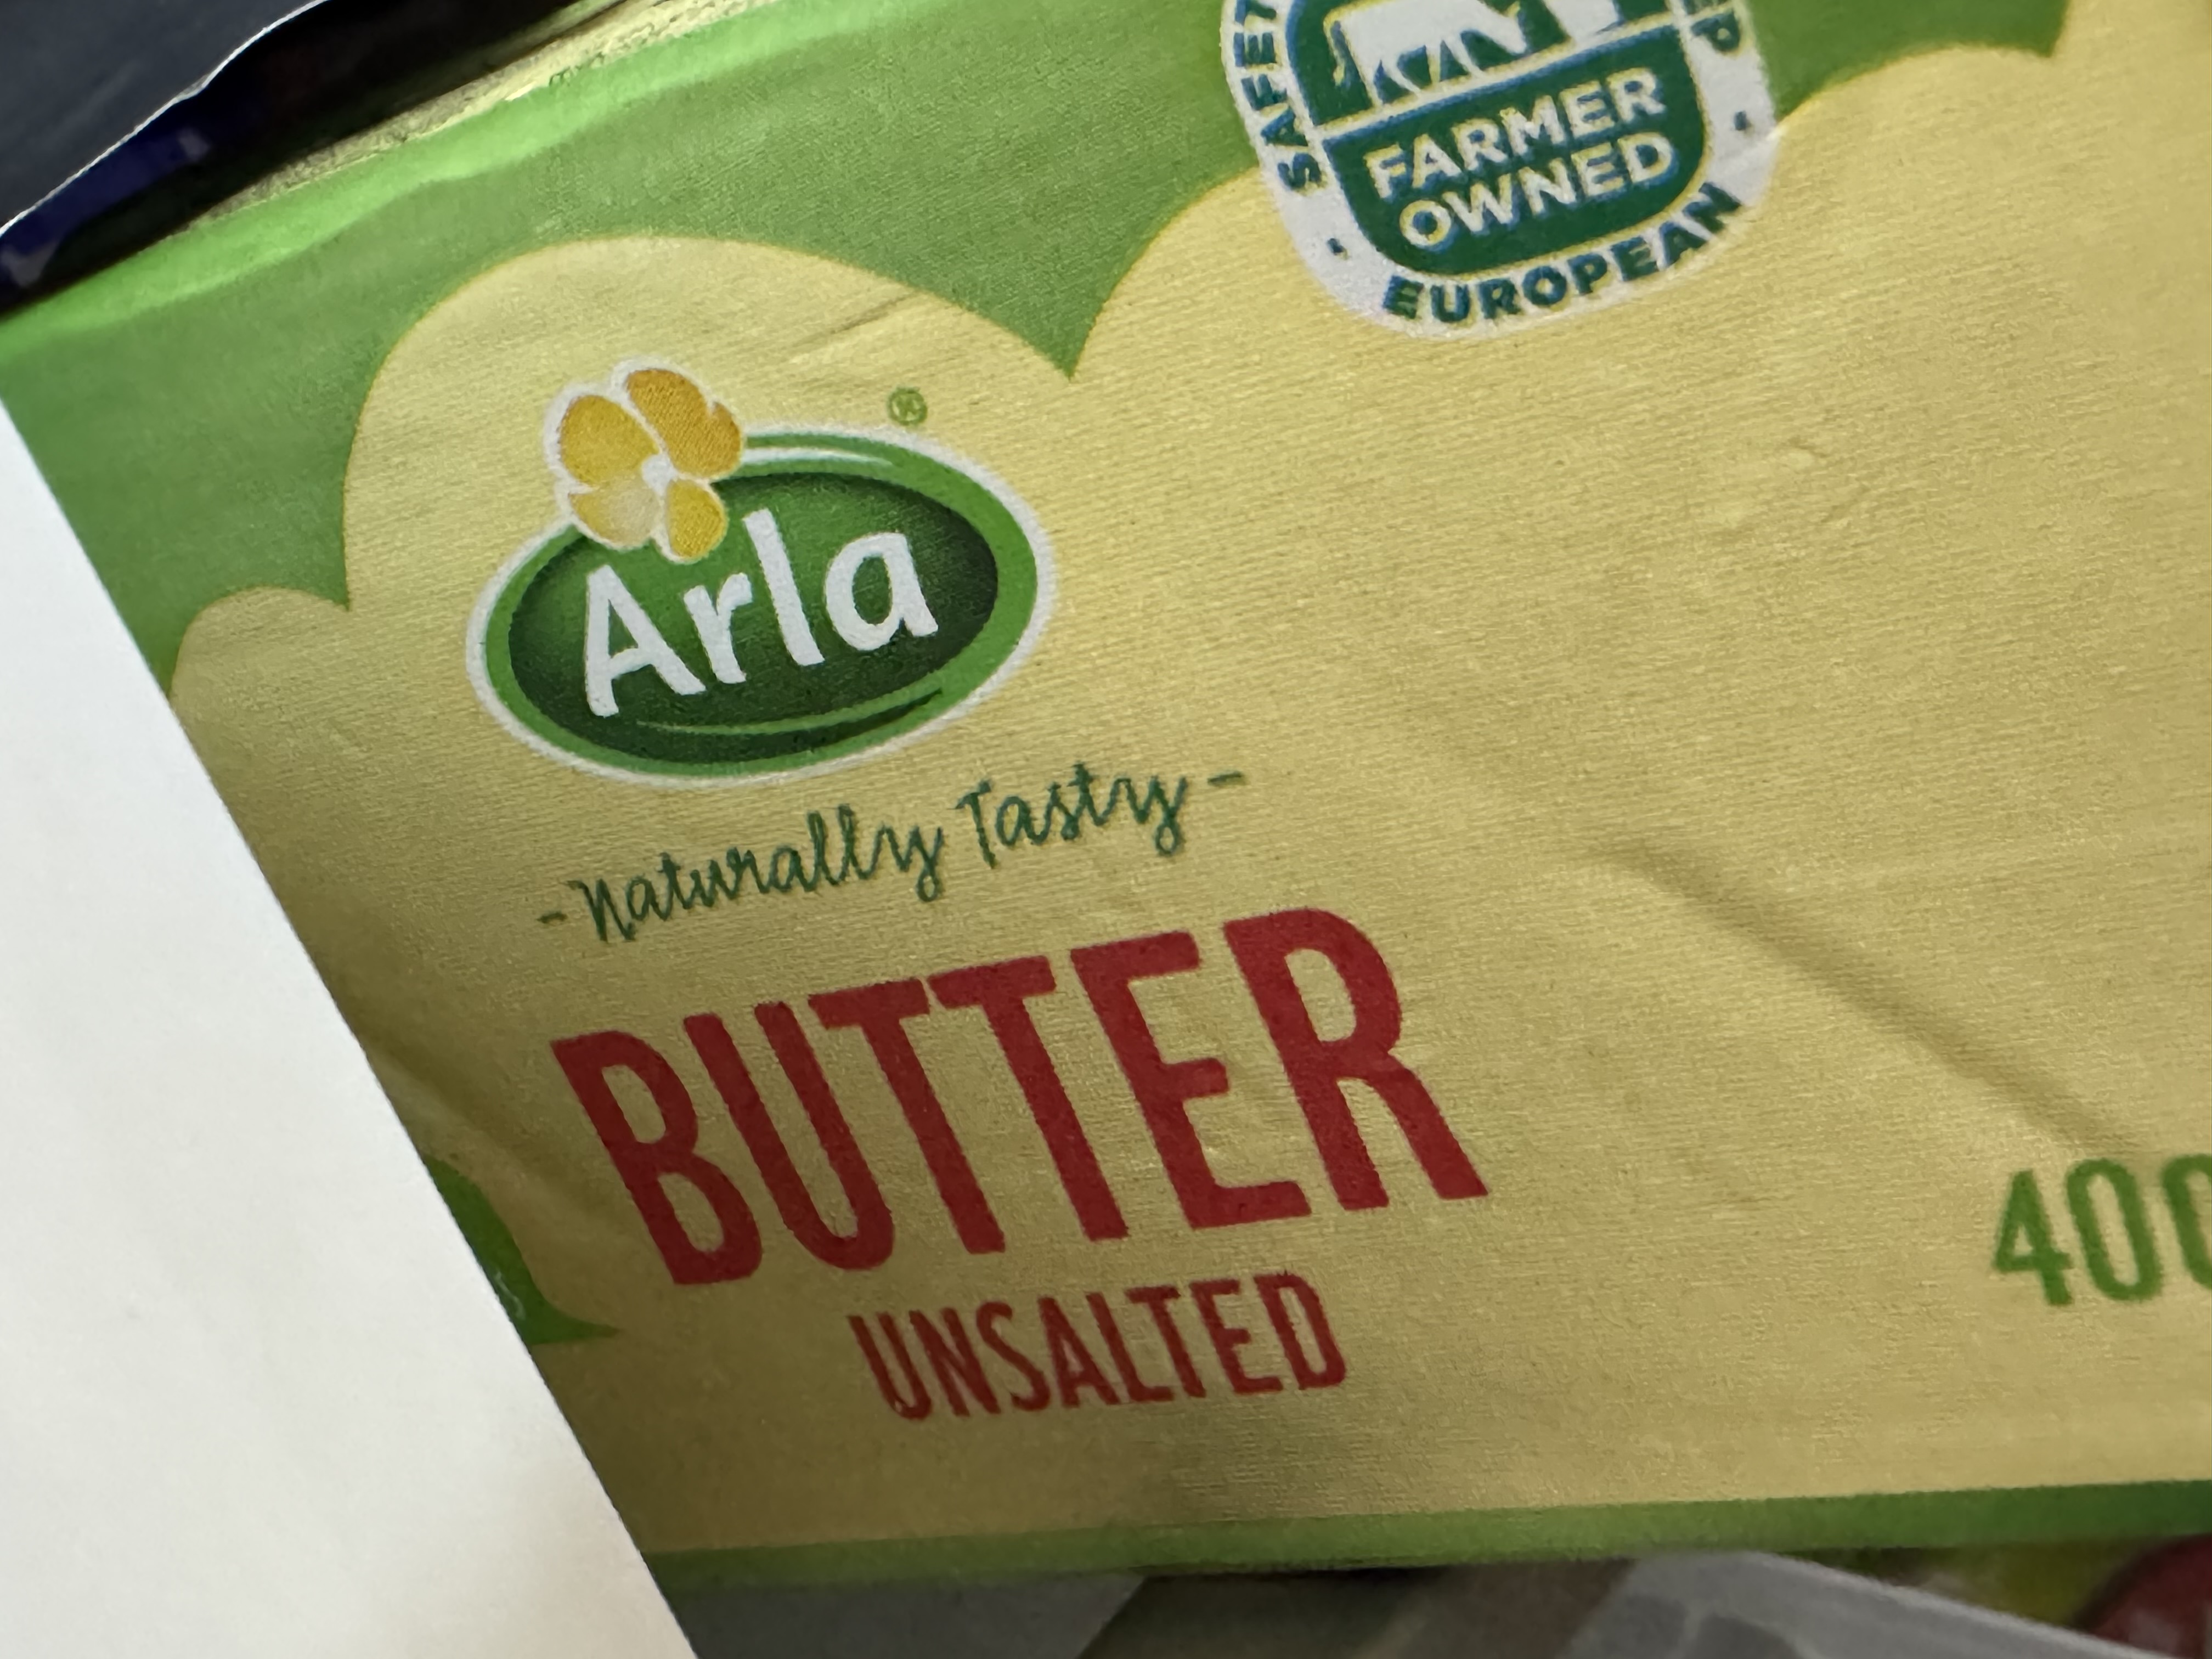 FARMER
OWNED
EUROPEAN
Arla
®
-Naturally Tasty-
BUTTER
UNSALTED